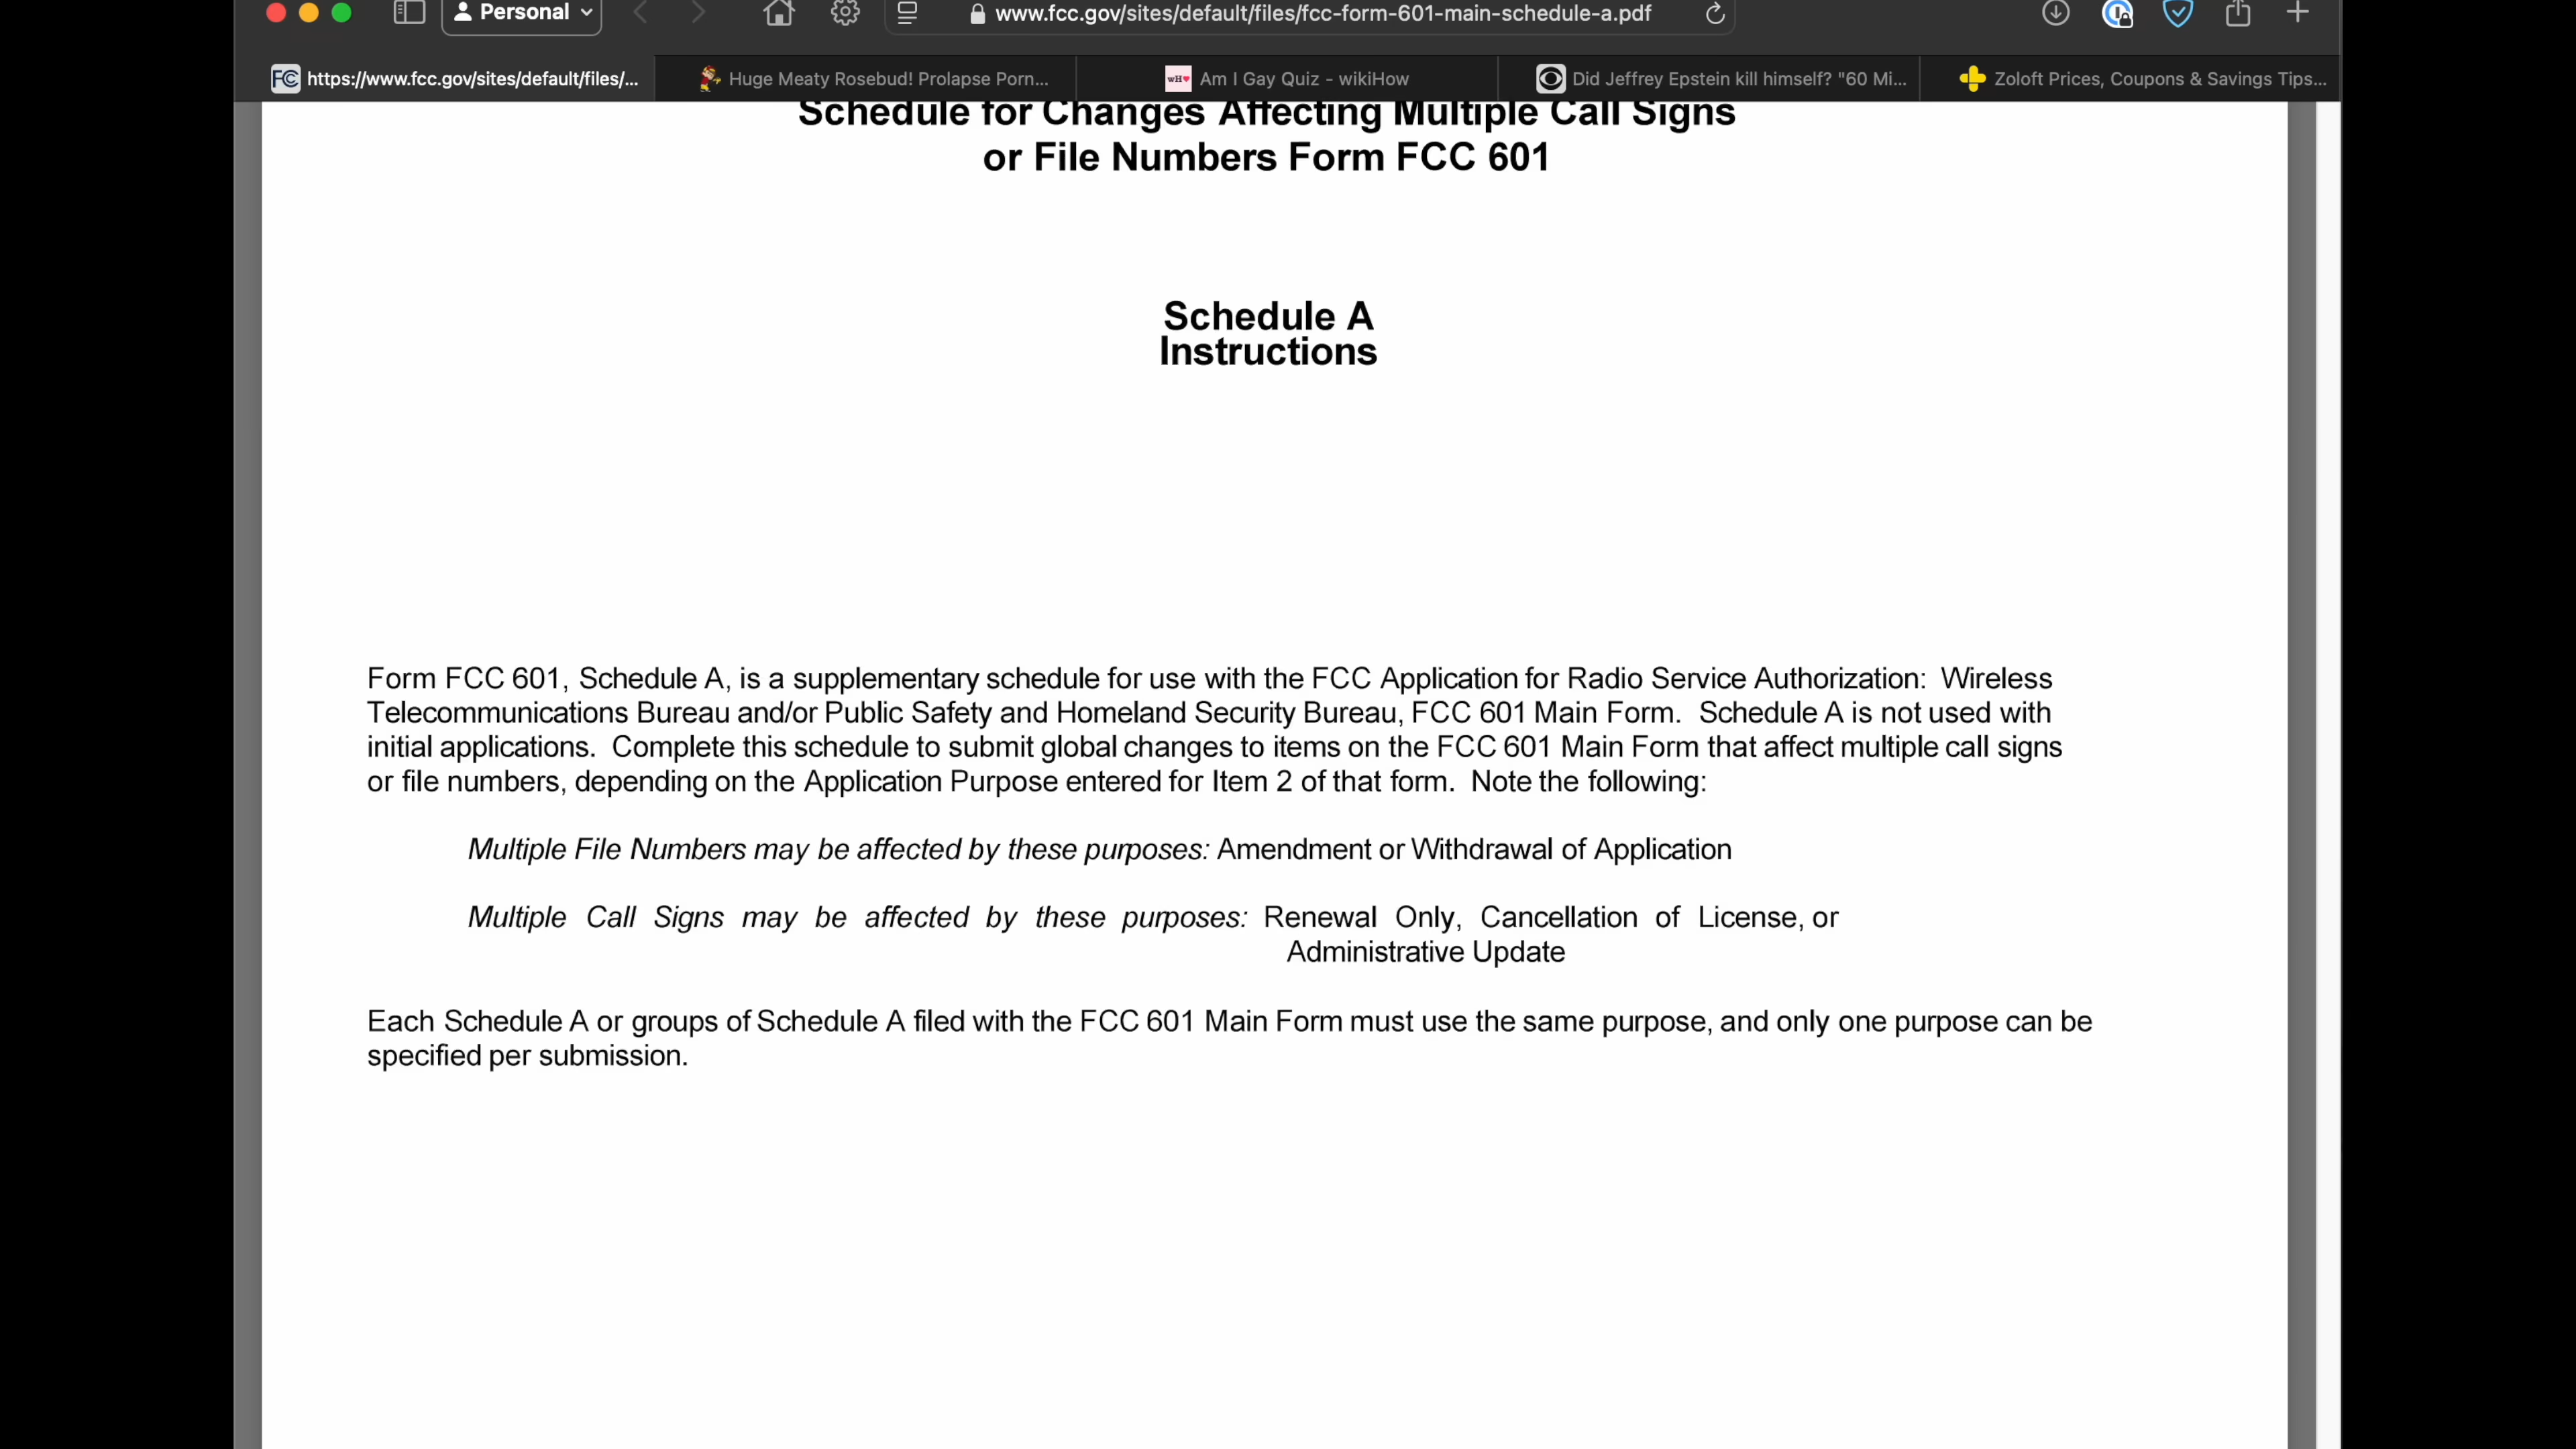 Personal
www.fcc.gov/sites/default/files/fcc-form-601-main-schedule-a.pdf
FCC https://www.fcc.gov/sites/default/files/...
Huge Meaty Rosebud! Prolapse Porn...
wH Am I Gay Quiz - wikiHow
Did Jeffrey Epstein kill himself? "60 Mi...
Zoloft Prices, Coupons & Savings Tips...
Schedule for Changes Affecting Multiple Call Signs
or File Numbers Form FCC 601
Schedule A
Instructions
Form FCC 601, Schedule A, is a supplementary schedule for use with the FCC Application for Radio Service Authorization: Wireless
Telecommunications Bureau and/or Public Safety and Homeland Security Bureau, FCC 601 Main Form. Schedule A is not used with
initial applications. Complete this schedule to submit global changes to items on the FCC 601 Main Form that affect multiple call signs
or file numbers, depending on the Application Purpose entered for Item 2 of that form. Note the following:
Multiple File Numbers may be affected by these purposes: Amendment or Withdrawal of Application
Multiple Call Signs may be affected by these purposes: Renewal Only, Cancellation of License, or
Administrative Update
Each Schedule A or groups of Schedule A filed with the FCC 601 Main Form must use the same purpose, and only one purpose can be
specified per submission.